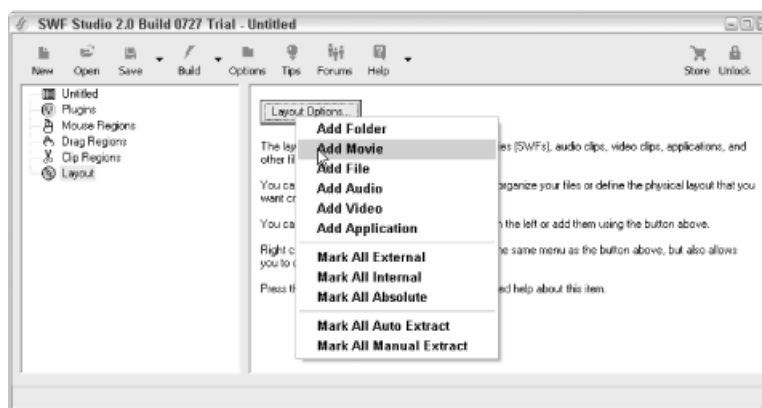 SWF Studio 2.0 Build 0727 Trial - Untitled
New Open Save Build Options Tips Forums Help Store Unlock
Untitled
Plugins
Mouse Regions
Drag Regions
Clip Regions
Layout
Layout Options...
Add Folder
Add Movie
Add File
Add Audio
Add Video
Add Application
Mark All External
Mark All Internal
Mark All Absolute
Mark All Auto Extract
Mark All Manual Extract
The lay es (SWFs), audio clips, video clips, applications, and
other fil
You ca organize your files or define the physical layout that you
want cr
You ca the left or add them using the button above.
Right c he same menu as the button above, but also allows
you to
Press th ed help about this item.